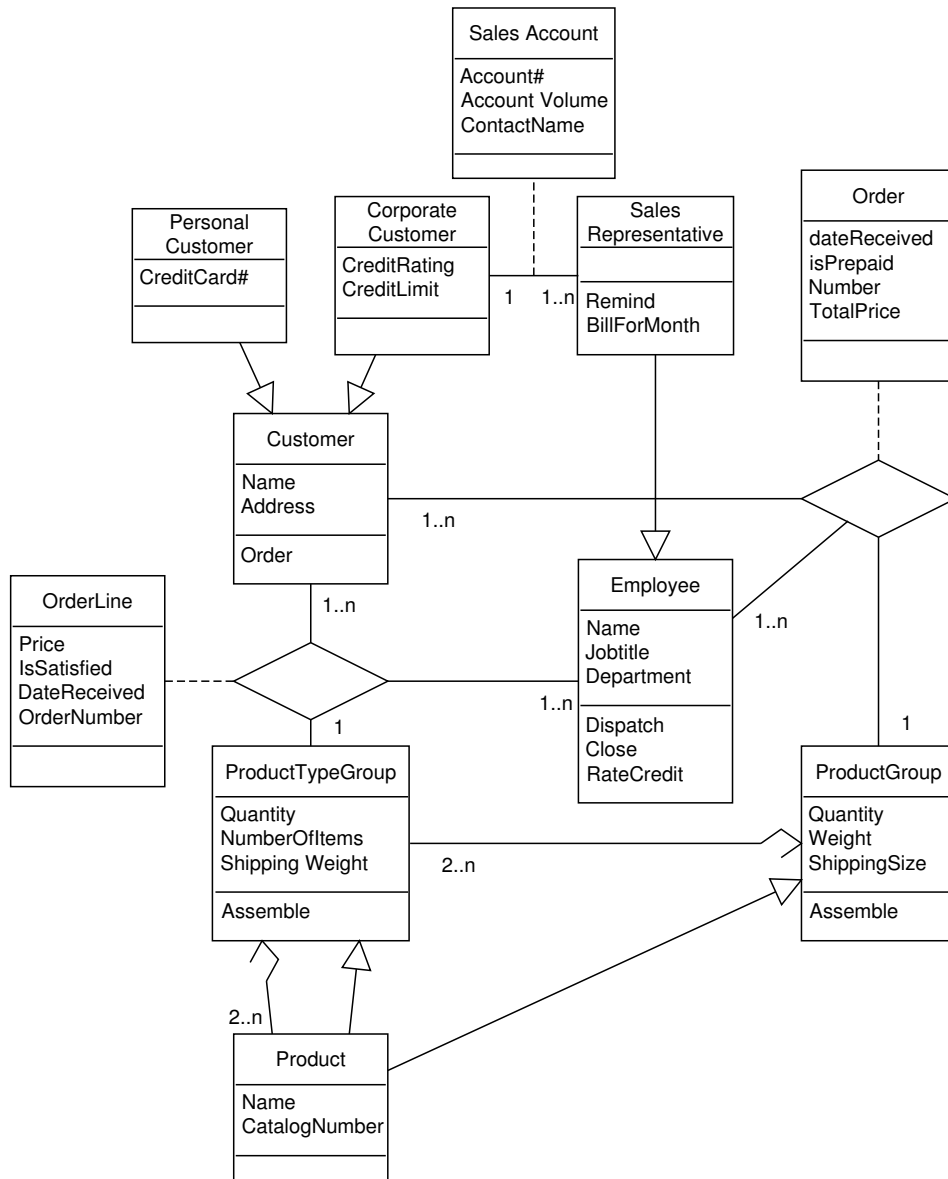 Sales Account
Account#
Account Volume
ContactName
Personal
Customer
CreditCard#
Corporate
Customer
CreditRating
CreditLimit
1
1..n
Sales
Representative
Remind
BillForMonth
Order
dateReceived
isPrepaid
Number
TotalPrice
Customer
Name
Address
Order
1..n
1..n
Employee
Name
Jobtitle
Department
Dispatch
Close
RateCredit
1..n
1..n
OrderLine
Price
IsSatisfied
DateReceived
OrderNumber
1
1
ProductTypeGroup
Quantity
NumberOfItems
Shipping Weight
Assemble
2..n
ProductGroup
Quantity
Weight
ShippingSize
Assemble
2..n
Product
Name
CatalogNumber